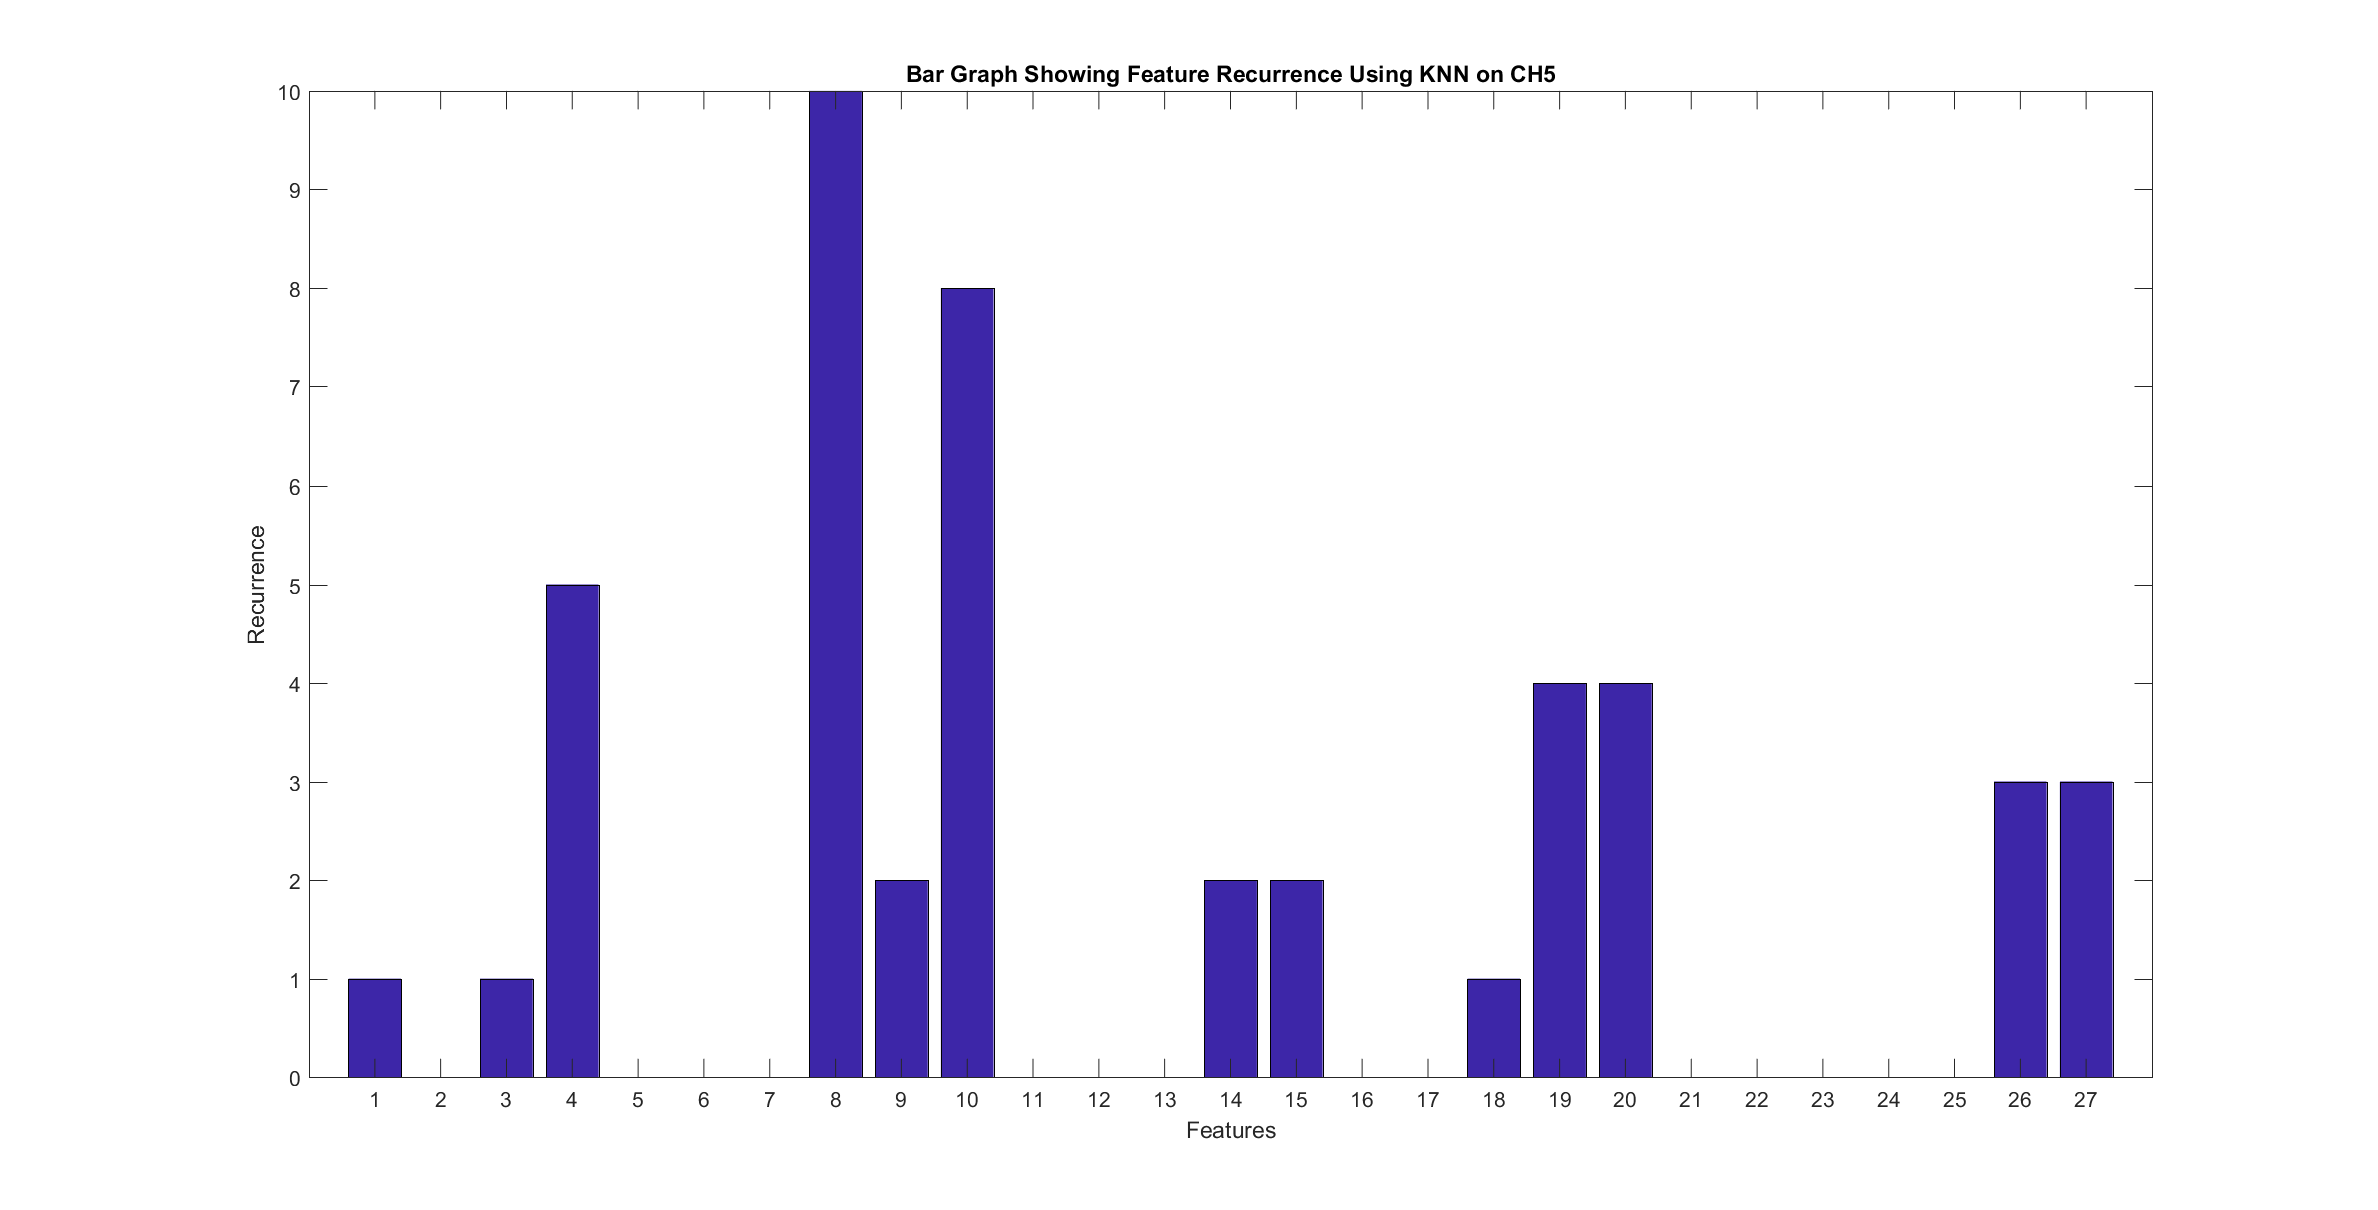 Bar Graph Showing Feature Recurrence Using KNN on CH5
10
9
8
7
6
5
4
3
2
1
0
Recurrence
1 2 3 4 5 6 7 8 9 10 11 12 13 14 15 16 17 18 19 20 21 22 23 24 25 26 27
Features